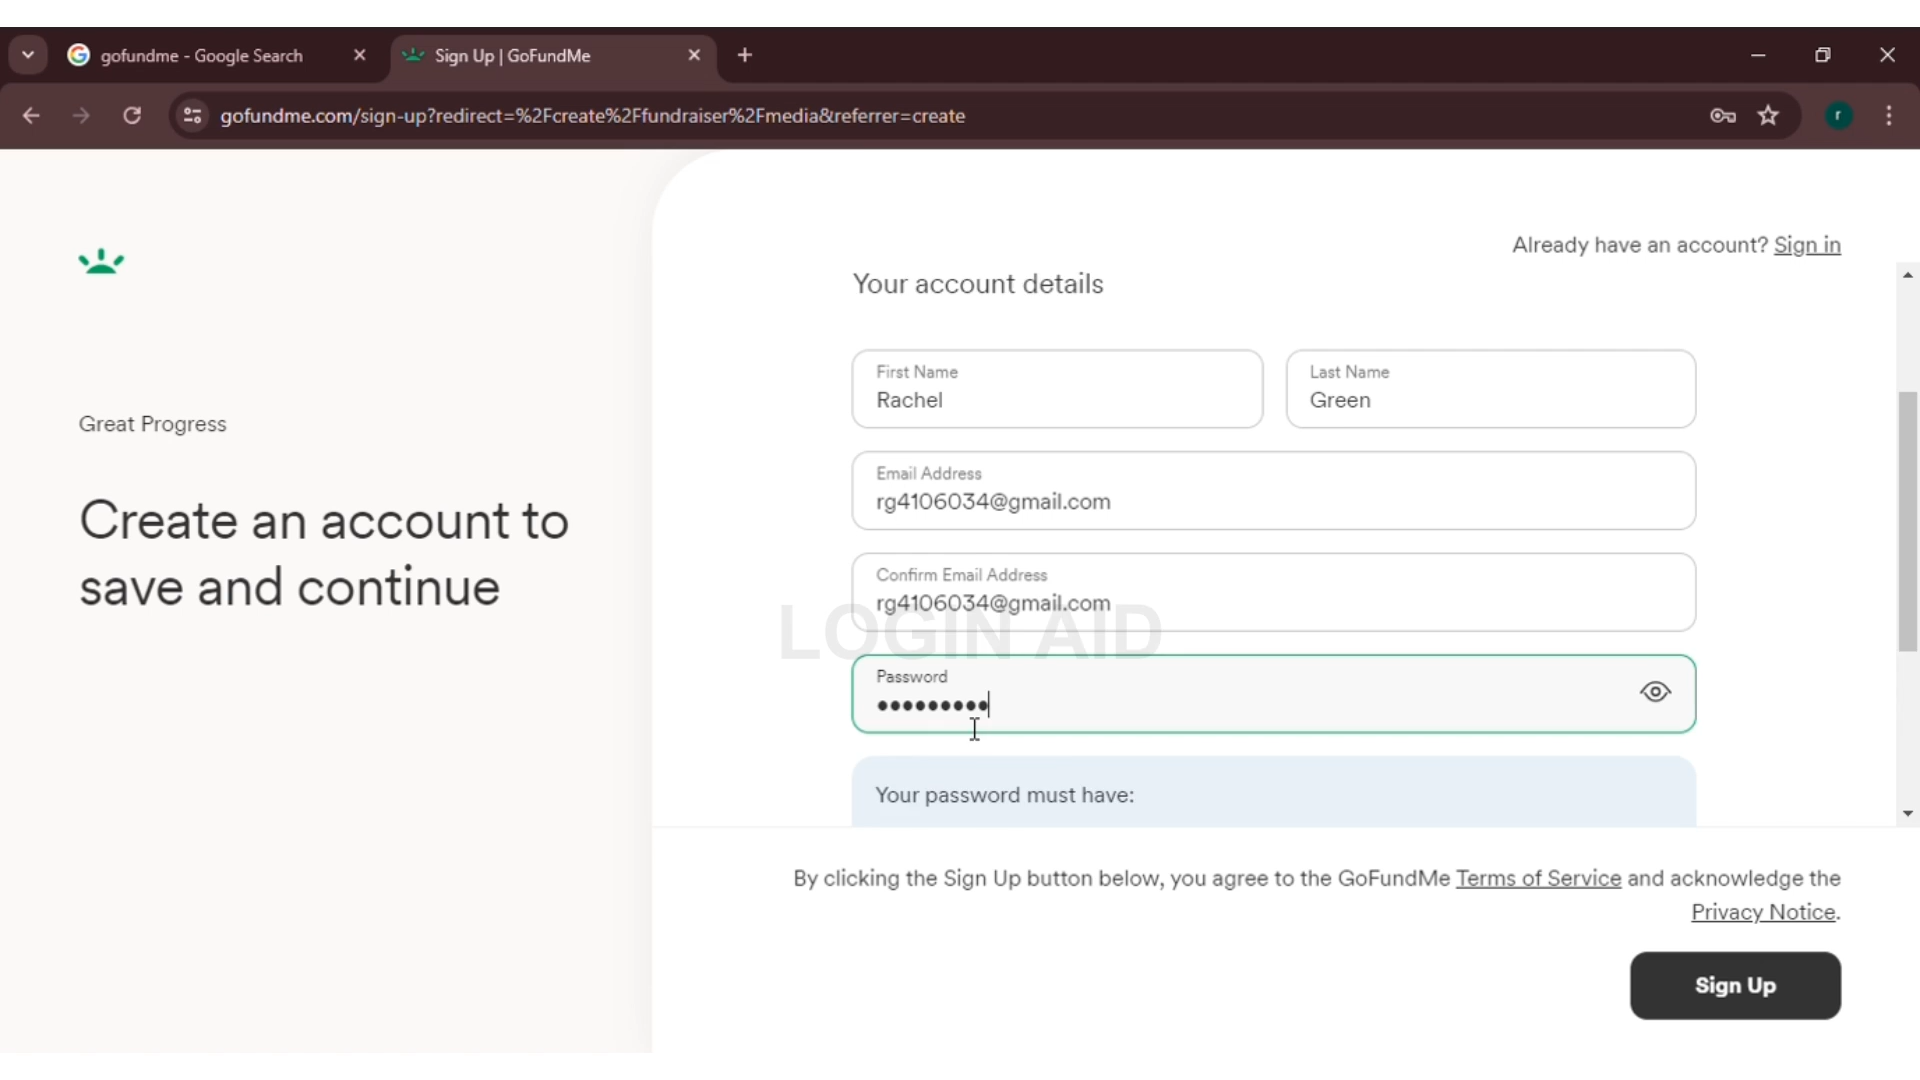 gofundme - Google Search
Sign Up | GoFundMe
gofundme.com/sign-up?redirect=%2Fcreate%2Ffundraiser%2Fmedia&referrer=create
r
Already have an account? Sign in
Great Progress
Create an account to
save and continue
Your account details
First Name
Rachel
Last Name
Green
Email Address
rg4106034@gmail.com
Confirm Email Address
rg4106034@gmail.com
LOGIN AID
Password
•••••••••
Your password must have:
By clicking the Sign Up button below, you agree to the GoFundMe Terms of Service and acknowledge the
Privacy Notice.
Sign Up